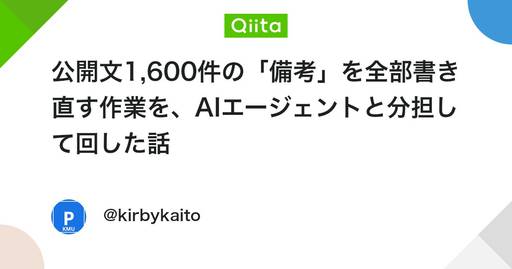 Qiita
公開文1,600件の「備考」を全部書き
直す作業を、AIエージェントと分担し
て回した話
P
KMU
@kirbykaito